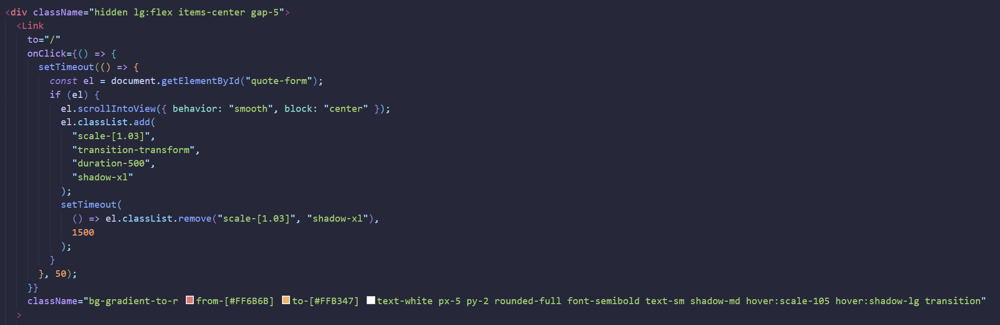 <div className="hidden lg:flex items-center gap-5">
<Link
to="/"
onClick={() => {
setTimeout(() => {
const el = document.getElementById("quote-form");
if (el) {
el.scrollIntoView({ behavior: "smooth", block: "center" });
el.classList.add(
"scale-[1.03]",
"transition-transform",
"duration-500",
"shadow-xl"
);
setTimeout(
() => el.classList.remove("scale-[1.03]", "shadow-xl"),
1500
);
}
}, 50);
}}
className="bg-gradient-to-r from-[#FF6B6B] to-[#FFB347] text-white px-5 py-2 rounded-full font-semibold text-sm shadow-md hover:scale-105 hover:shadow-lg transition"
>